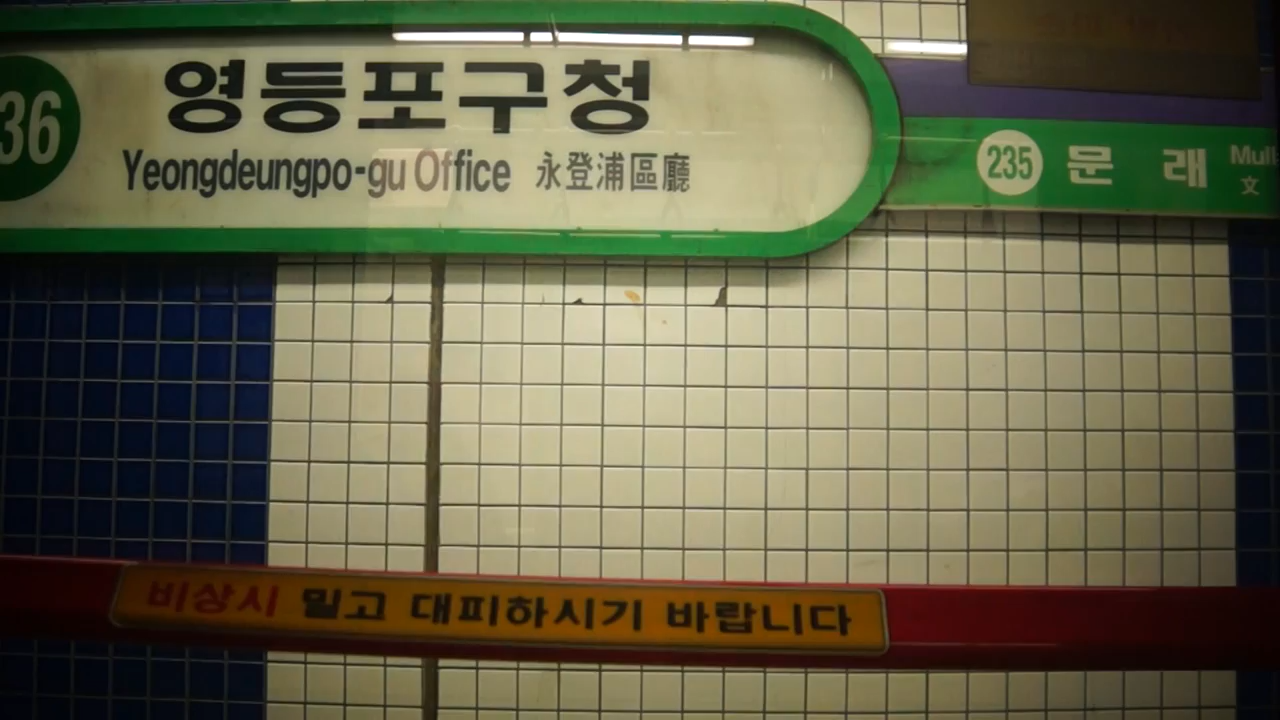 36
영등포구청
Yeongdeungpo-gu Office 永登浦區廳
235 문 래
文
비상시 밀고 대피하시기 바랍니다